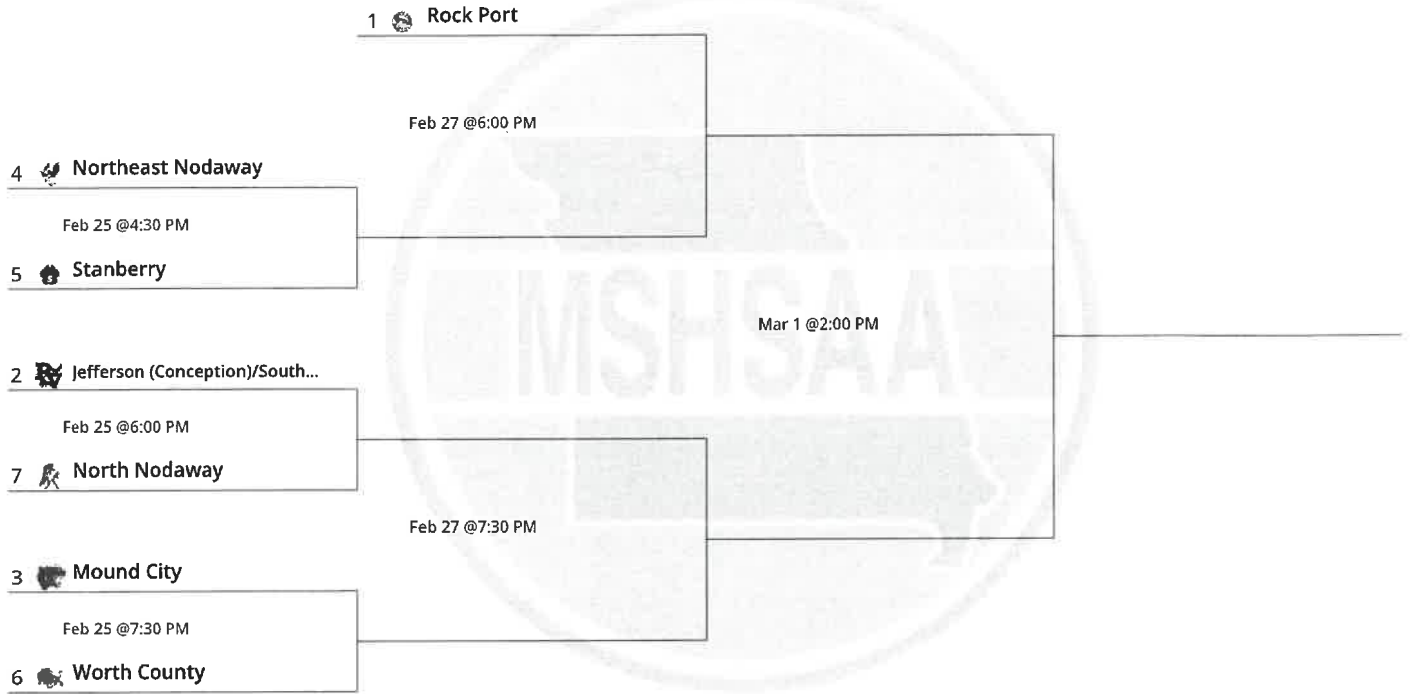 1 Rock Port
Feb 27 @6:00 PM
4 Northeast Nodaway
Feb 25 @4:30 PM
5 Stanberry
MSHSAA
Mar 1 @2:00 PM
2 Jefferson (Conception)/South...
Feb 25 @6:00 PM
7 North Nodaway
Feb 27 @7:30 PM
3 Mound City
Feb 25 @7:30 PM
6 Worth County